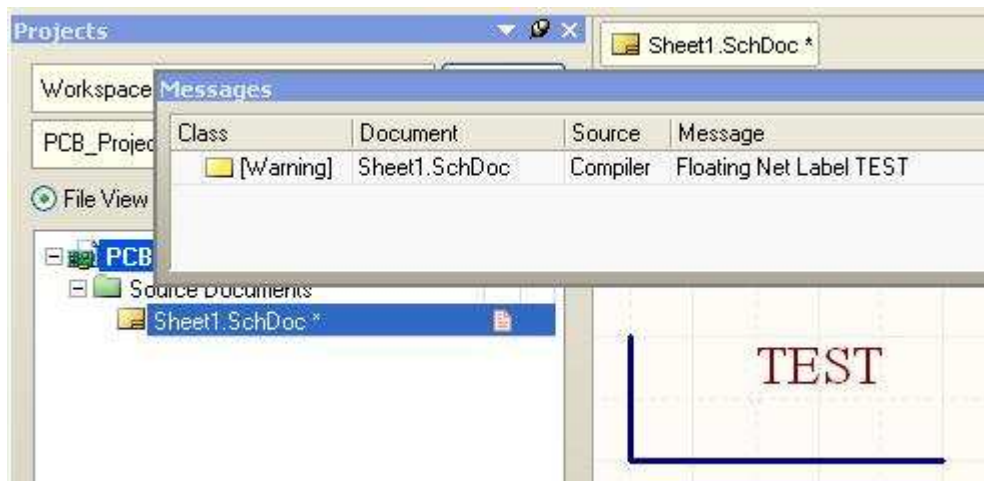 Projects
Sheet1.SchDoc *
Workspace
Messages
PCB_Projec
Class Document Source Message
[Warning] Sheet1.SchDoc Compiler Floating Net Label TEST
File View
PCB
Source Documents
Sheet1.SchDoc *
TEST